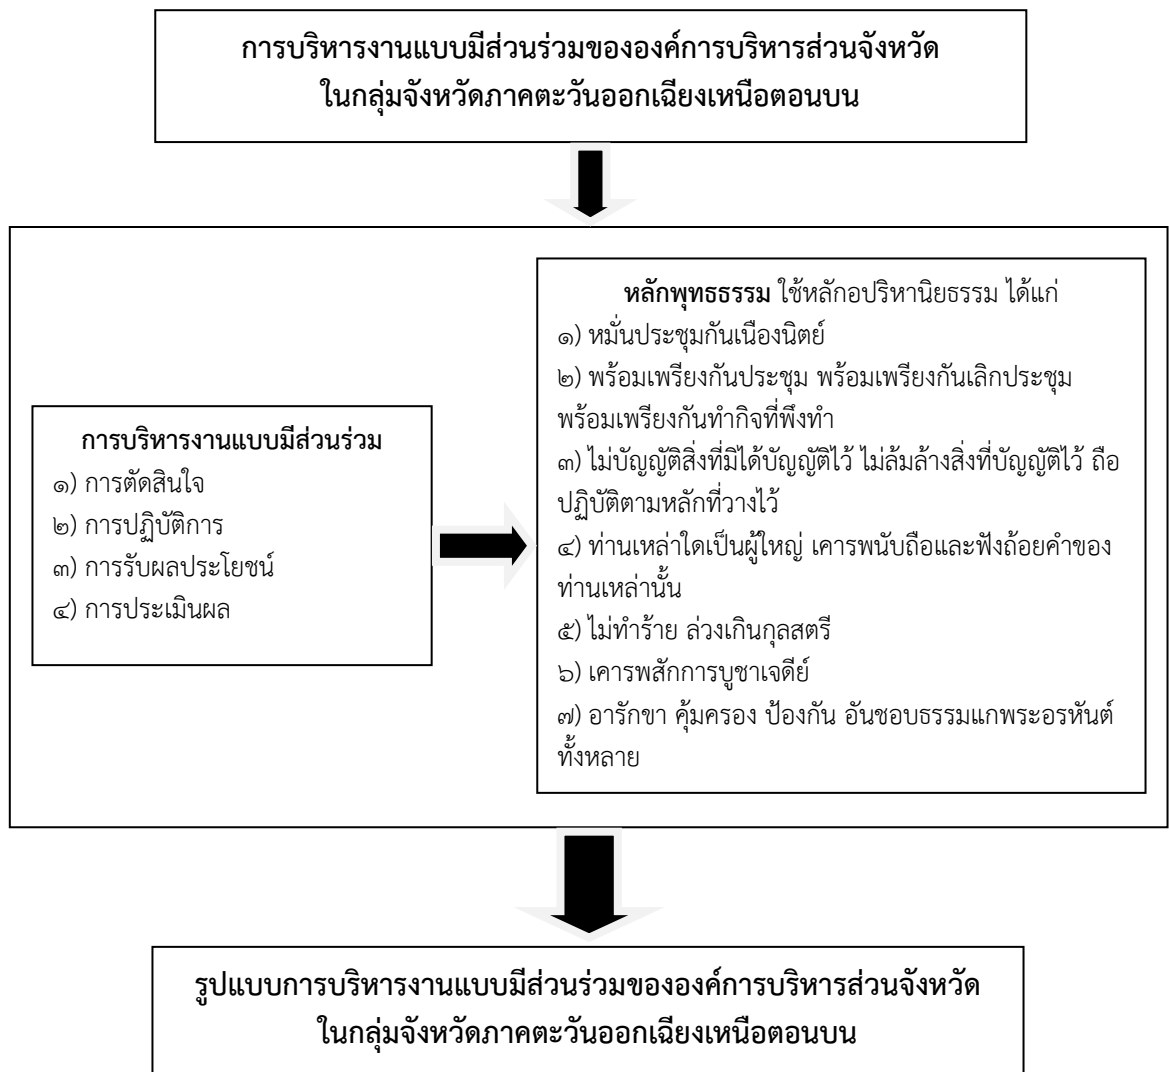 การบริหารงานแบบมีส่วนร่วมขององค์การบริหารส่วนจังหวัด
ในกลุ่มจังหวัดภาคตะวันออกเฉียงเหนือตอนบน
การบริหารงานแบบมีส่วนร่วม
๑) การตัดสินใจ
๒) การปฏิบัติการ
๓) การรับผลประโยชน์
๔) การประเมินผล
หลักพุทธธรรม ใช้หลักอปริหานิยธรรม ได้แก่
๑) หมั่นประชุมกันเนืองนิตย์
๒) พร้อมเพรียงกันประชุม พร้อมเพรียงกันเลิกประชุม
พร้อมเพรียงกันทำกิจที่พึงทำ
๓) ไม่บัญญัติสิ่งที่มิได้บัญญัติไว้ ไม่ล้มล้างสิ่งที่บัญญัติไว้ ถือ
ปฏิบัติตามหลักที่วางไว้
๔) ท่านเหล่าใดเป็นผู้ใหญ่ เคารพนับถือและฟังถ้อยคำของ
ท่านเหล่านั้น
๕) ไม่ทำร้าย ล่วงเกินกุลสตรี
๖) เคารพสักการบูชาเจดีย์
๗) อารักขา คุ้มครอง ป้องกัน อันชอบธรรมแกพระอรหันต์
ทั้งหลาย
รูปแบบการบริหารงานแบบมีส่วนร่วมขององค์การบริหารส่วนจังหวัด
ในกลุ่มจังหวัดภาคตะวันออกเฉียงเหนือตอนบน